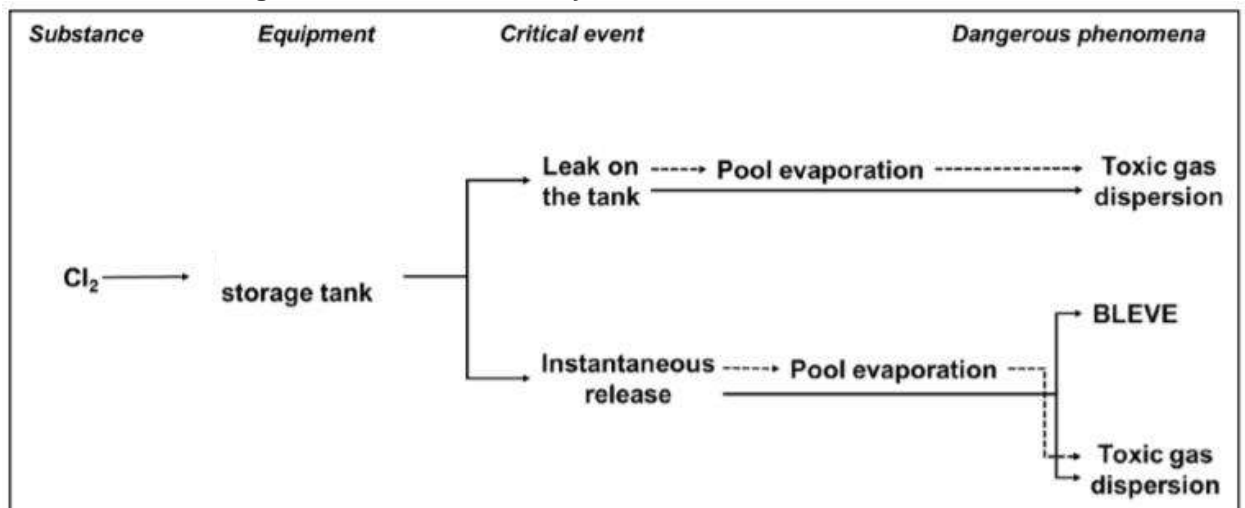 Substance Equipment Critical event Dangerous phenomena
Leak on
the tank
Pool evaporation
Toxic gas
dispersion
Cl₂
storage tank
BLEVE
Instantaneous
release
Pool evaporation
Toxic gas
dispersion